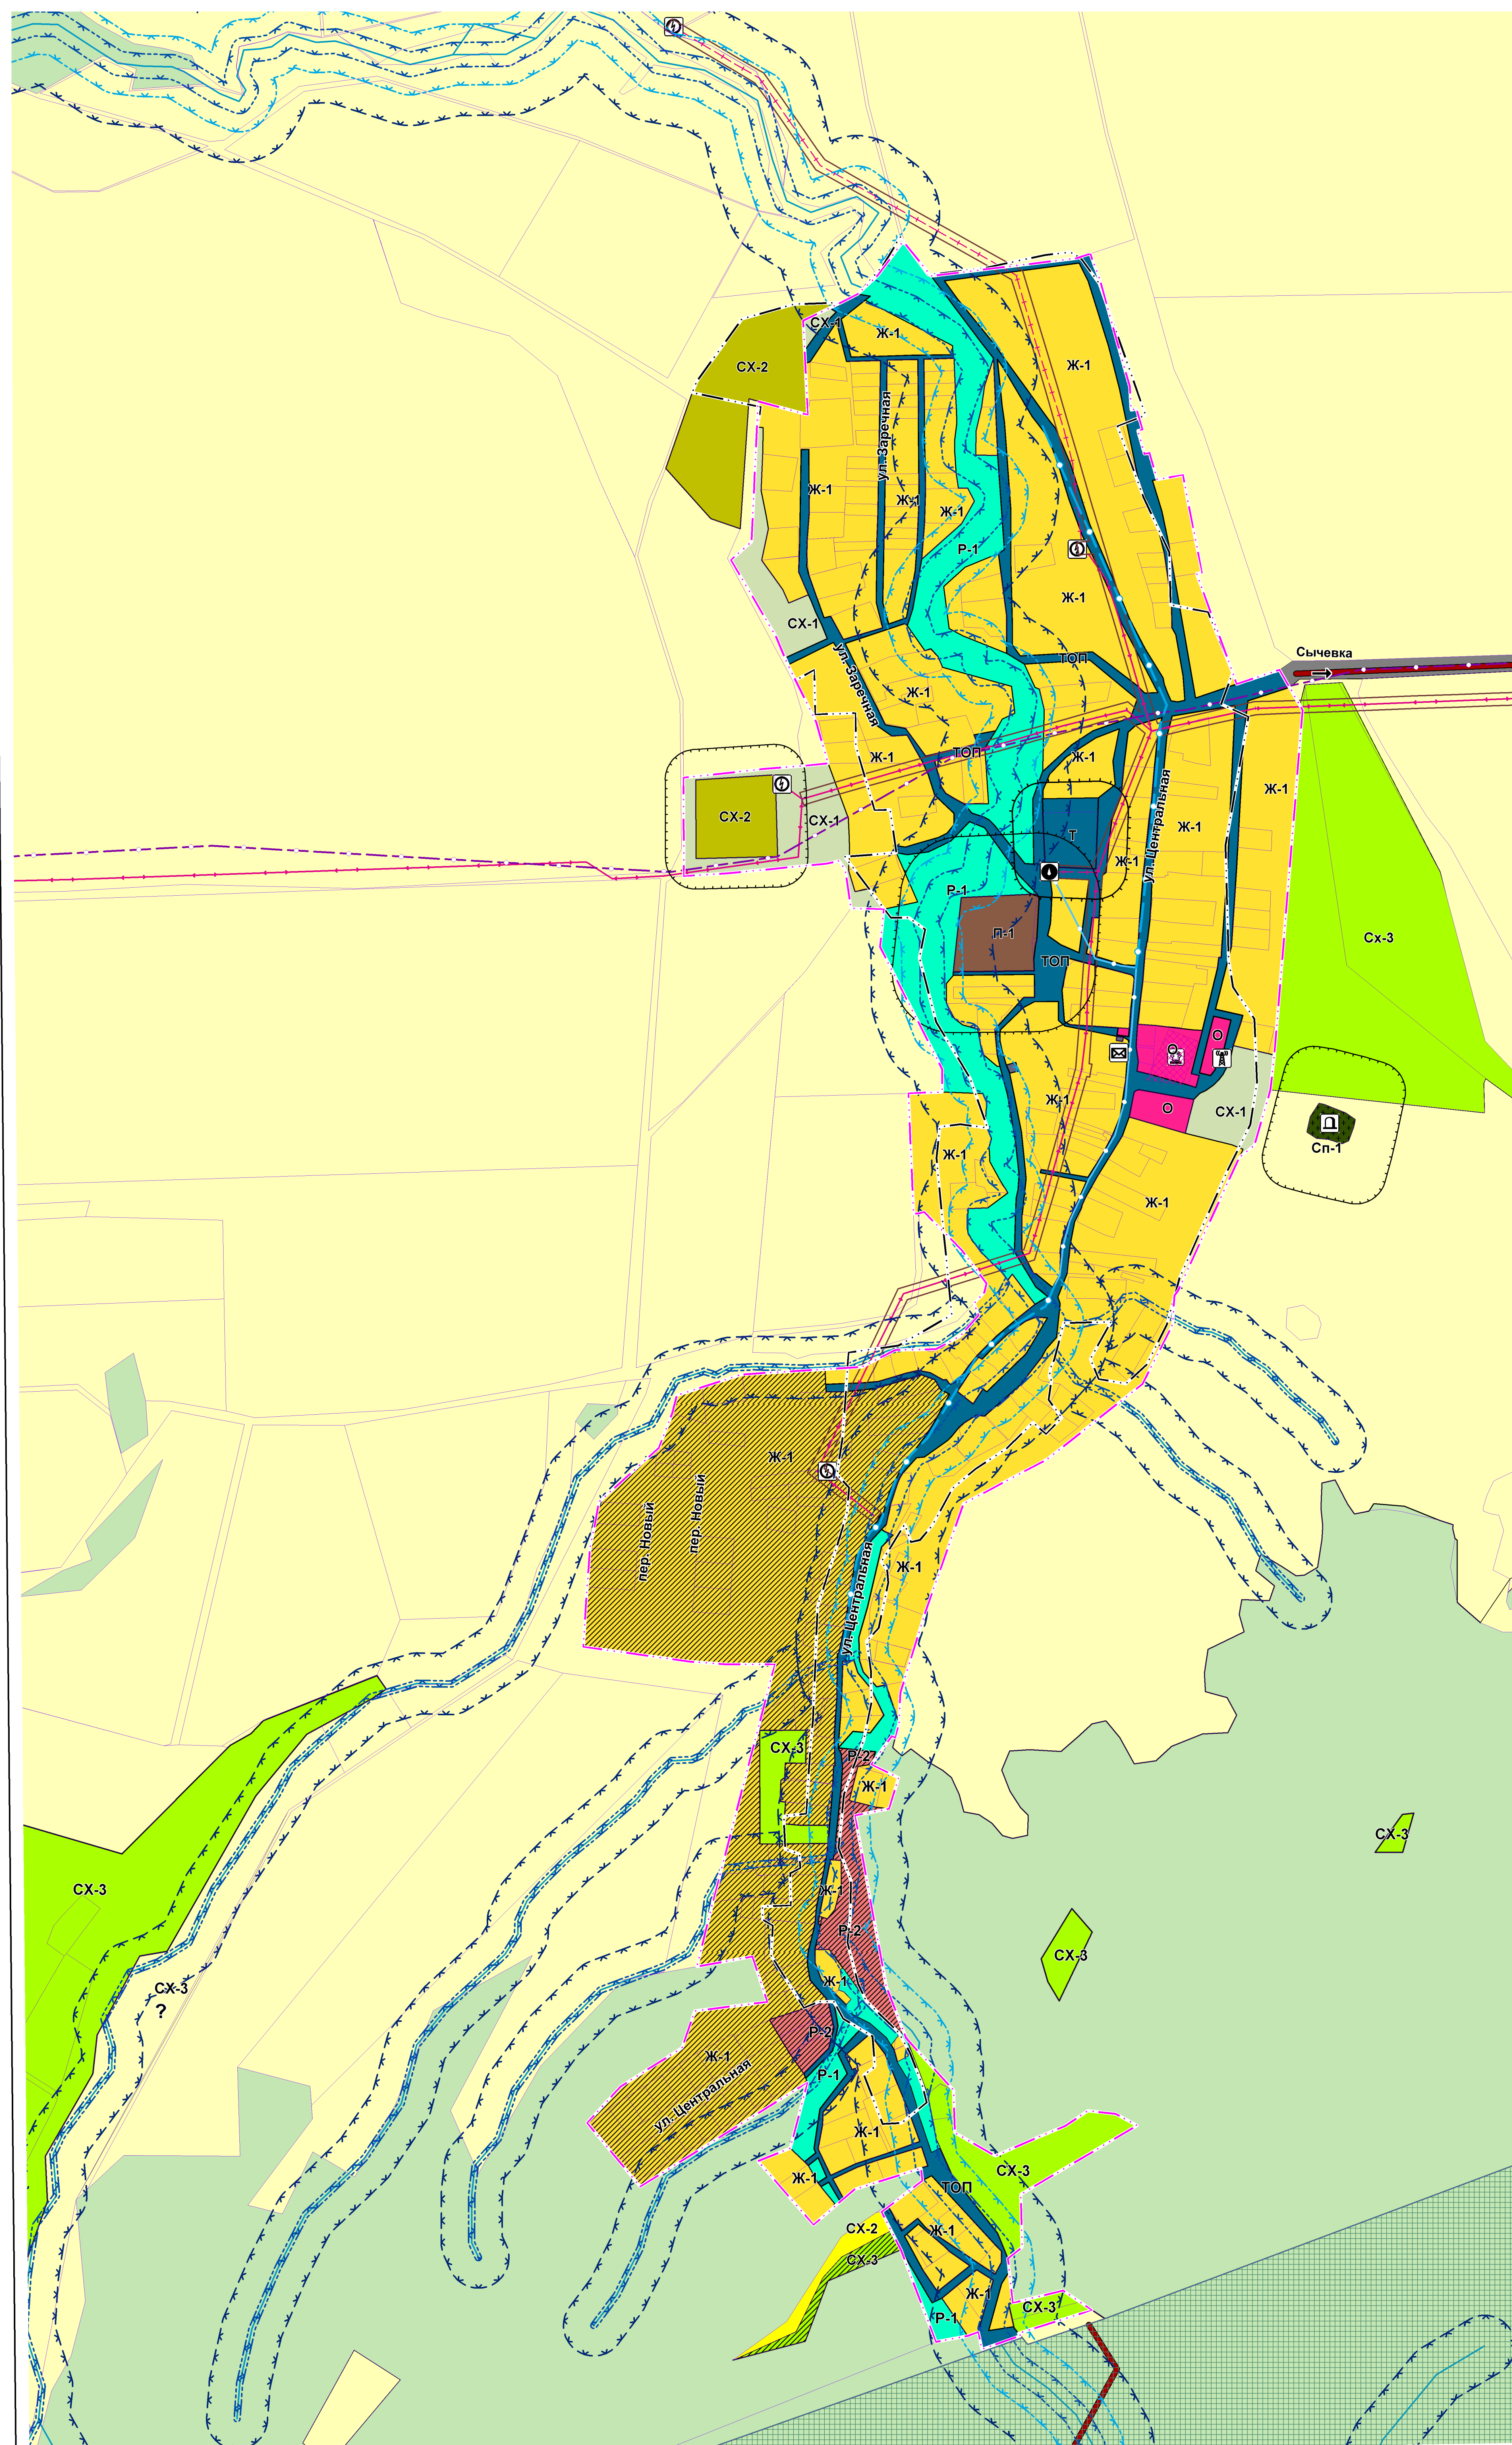 СХ-1
Ж-1
Ж-1
СХ-2
ул. Заречная
Ж-1
Ж-1
Ж-1
Р-1
Ж-1
СХ-1
Сычевка
ТОП
ул. Заречная
Ж-1
ТОП
Ж-1
Ж-1
Ж-1
СХ-2
СХ-1
Ж-1
ул. Центральная
Т
Ж-1
Р-1
П-1
Сх-3
ТОП
О
О
Ж-1
О
СХ-1
Сп-1
Ж-1
Ж-1
Ж-1
пер. Новый
пер. Новый
Ж-1
ул. Центральная
СХ-3
Р-2
Ж-1
СХ-3
СХ-3
Ж-1
Р-2
СХ-3
Ж-1
СХ-3
?
Р-2
Ж-1
ул. Центральная
Р-1
Ж-1
СХ-3
Ж-1
ТОП
СХ-2
Ж-1
СХ-3
Ж-1
СХ-3
Р-1